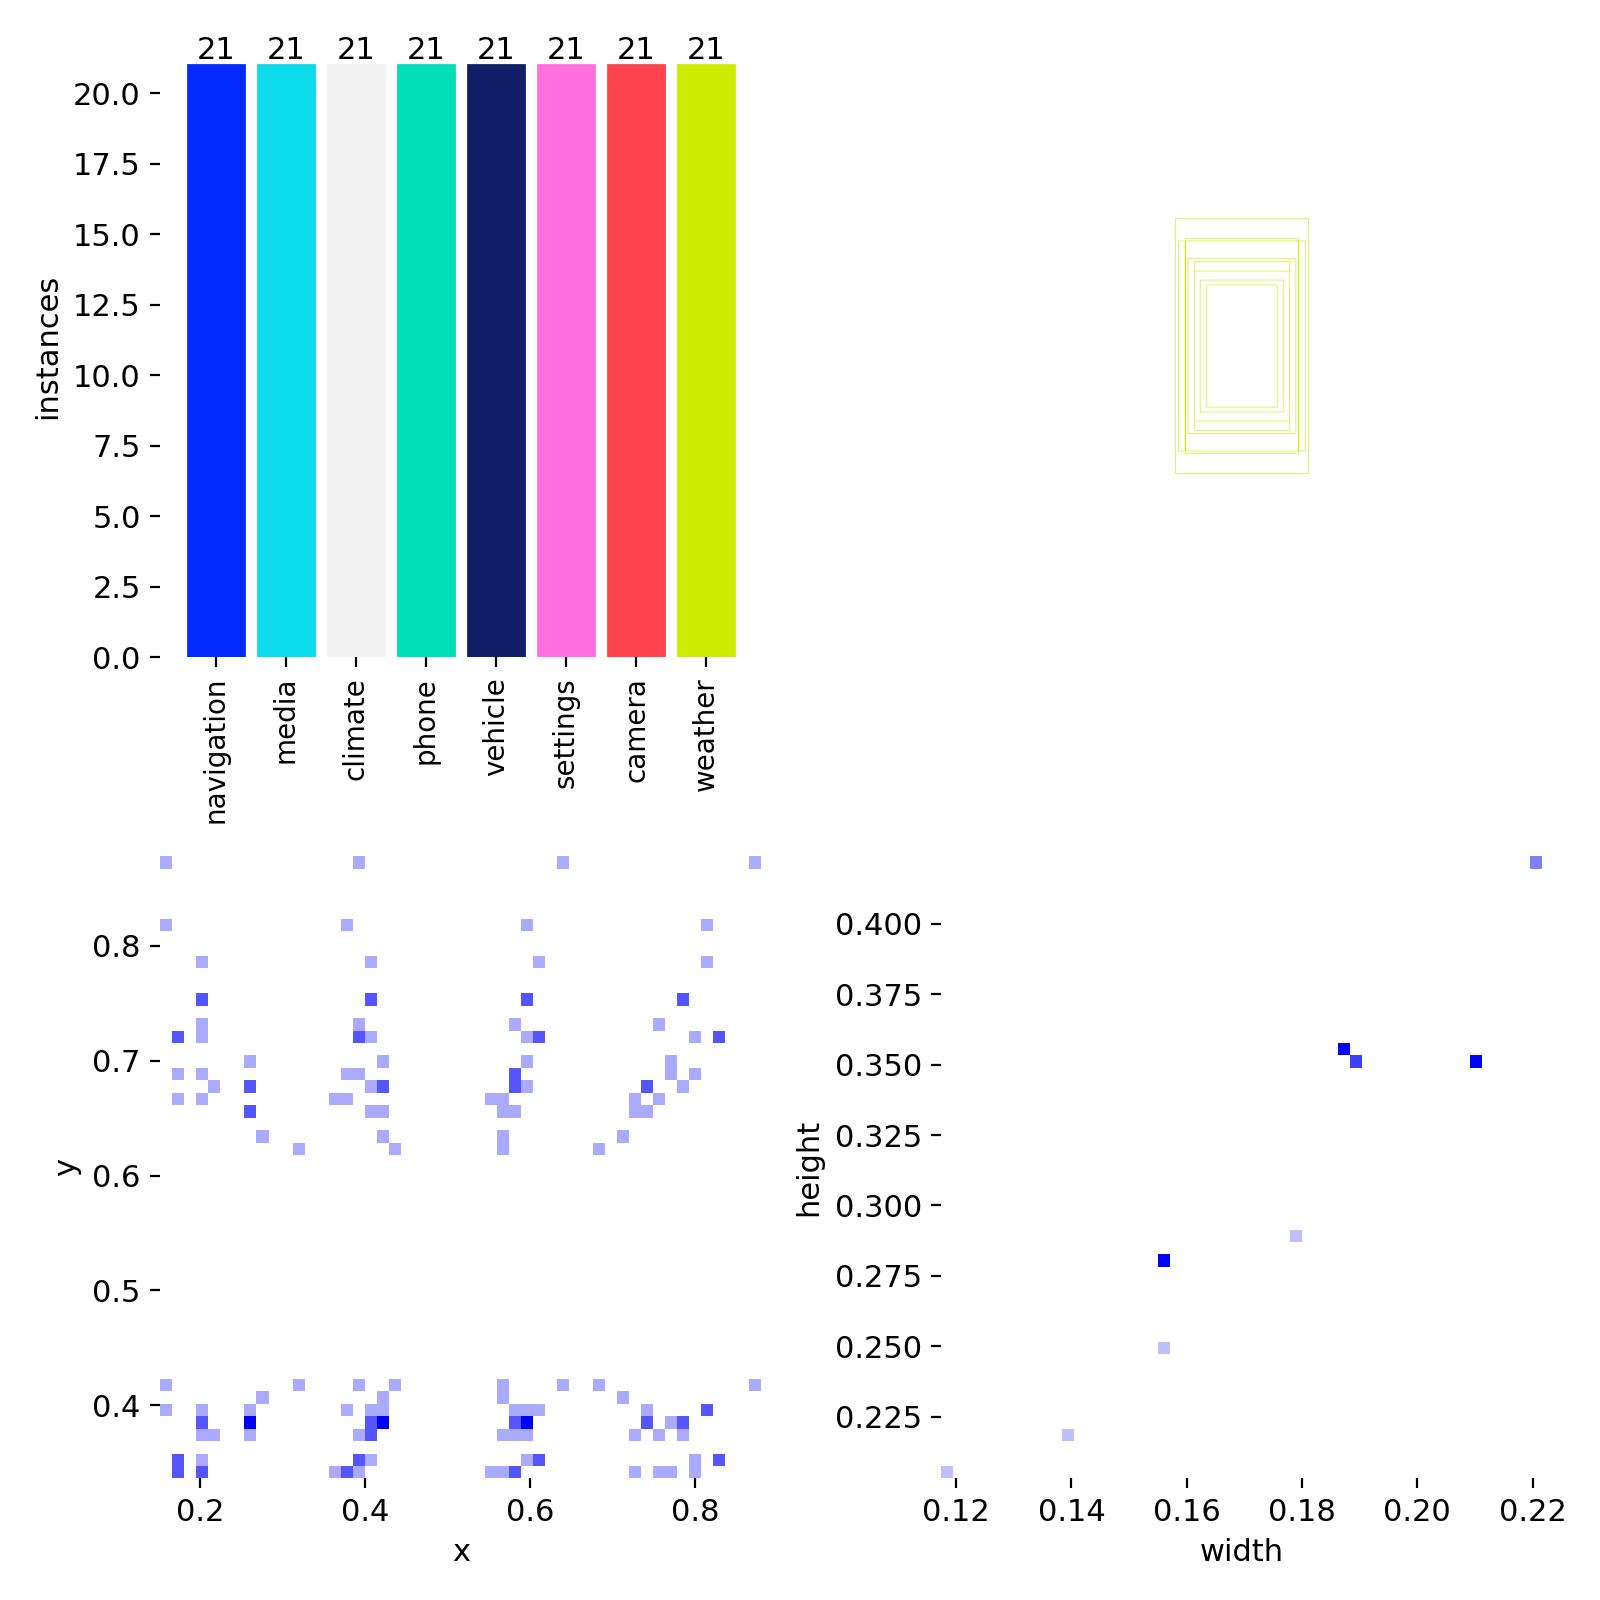 21 21 21 21 21 21 21 21
20.0
17.5
15.0
12.5
10.0
7.5
5.0
2.5
0.0
instances
navigation
media
climate
phone
vehicle
settings
camera
weather
0.8
0.7
0.6
0.5
0.4
y
0.2 0.4 0.6 0.8
x
0.400
0.375
0.350
0.325
0.300
0.275
0.250
0.225
height
0.12 0.14 0.16 0.18 0.20 0.22
width